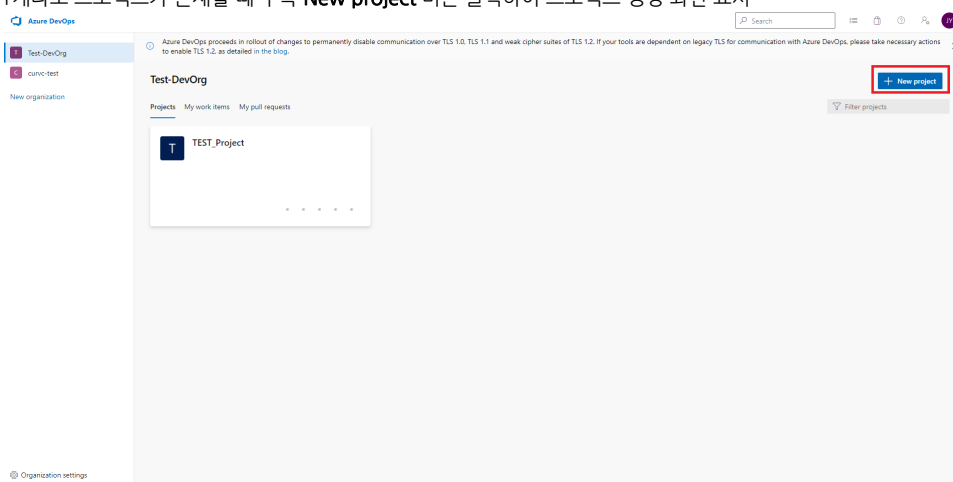 New project
Azure DevOps
Search
JY
T Test-DevOrg
C curvc-test
New organization
Azure DevOps proceeds in rollout of changes to permanently disable communication over TLS 1.0, TLS 1.1 and weak cipher suites of TLS 1.2. If your tools are dependent on legacy TLS for communication with Azure DevOps, please take necessary actions
to enable TLS 1.2, as detailed in the blog.
Test-DevOrg
+ New project
Projects My work items My pull requests
Filter projects
T TEST_Project
Organization settings